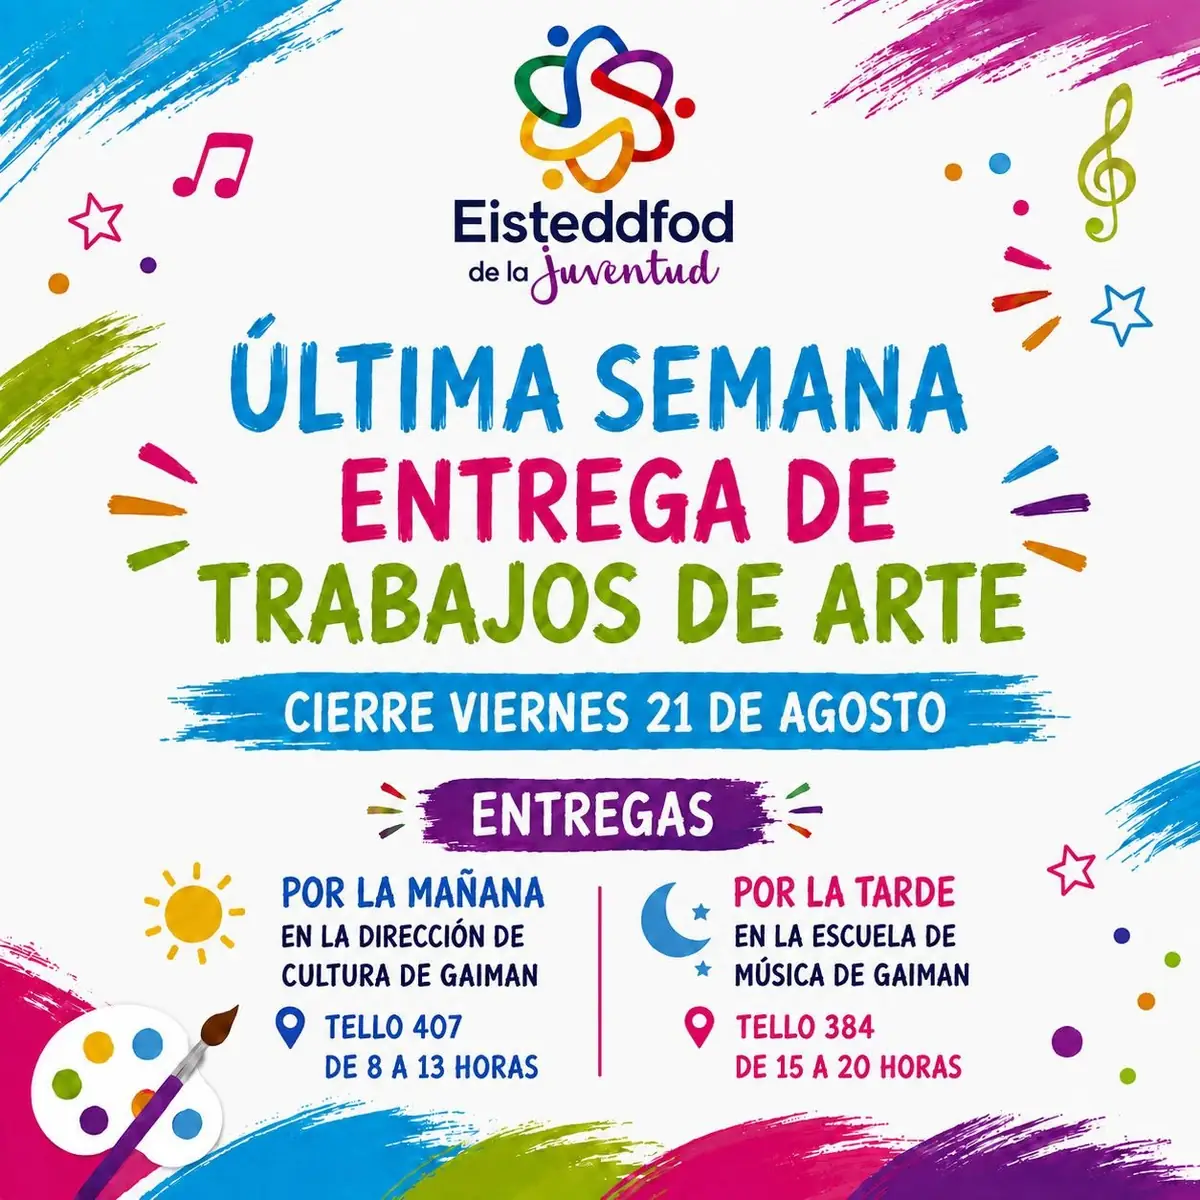 Eisteddfod
de la juventud
ÚLTIMA SEMANA
ENTREGA DE
TRABAJOS DE ARTE
CIERRE VIERNES 21 DE AGOSTO
ENTREGAS
POR LA MAÑANA
EN LA DIRECCIÓN DE
CULTURA DE GAIMAN
TELLO 407
DE 8 A 13 HORAS
POR LA TARDE
EN LA ESCUELA DE
MÚSICA DE GAIMAN
TELLO 384
DE 15 A 20 HORAS